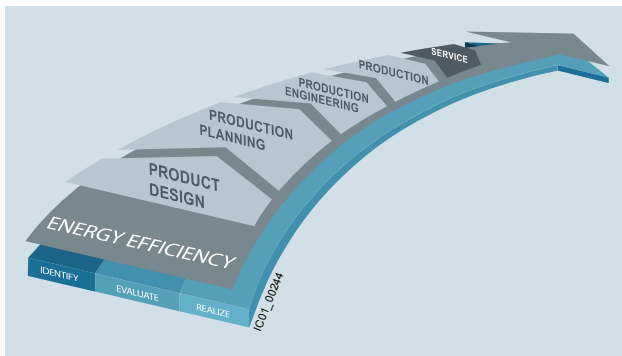 SERVICE
PRODUCTION
PRODUCTION
ENGINEERING
PRODUCTION
PLANNING
PRODUCT
DESIGN
ENERGY EFFICIENCY
IDENTIFY
EVALUATE
REALIZE
IC01_00244